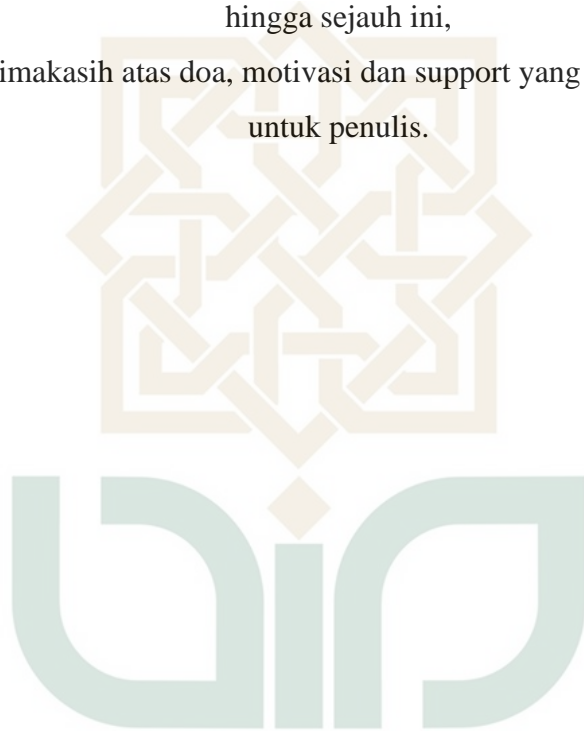 hingga sejauh ini,
imakasih atas doa, motivasi dan support yang
untuk penulis.